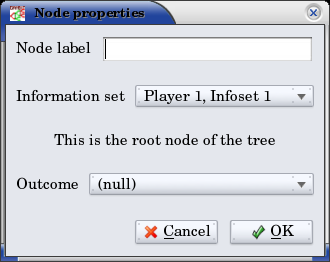 Node properties
Node label
Information set Player 1, Infoset 1
This is the root node of the tree
Outcome (null)
Cancel OK